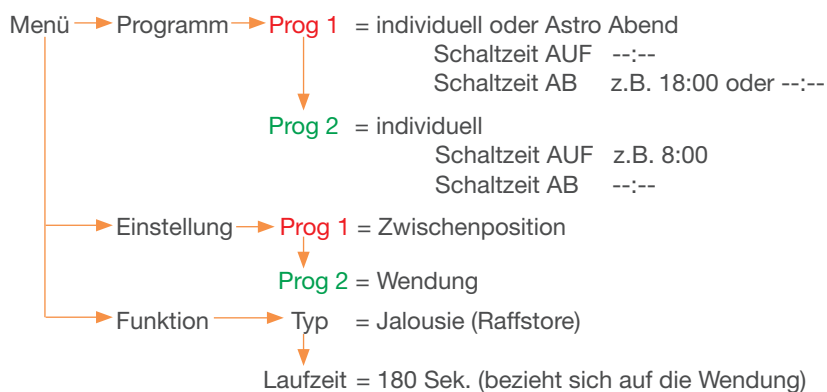 Menü Programm Prog 1 = individuell oder Astro Abend
Schaltzeit AUF --:--
Schaltzeit AB z.B. 18:00 oder --:--
Prog 2 = individuell
Schaltzeit AUF z.B. 8:00
Schaltzeit AB --:--
Einstellung Prog 1 = Zwischenposition
Prog 2 = Wendung
Funktion Typ = Jalousie (Raffstore)
Laufzeit = 180 Sek. (bezieht sich auf die Wendung)